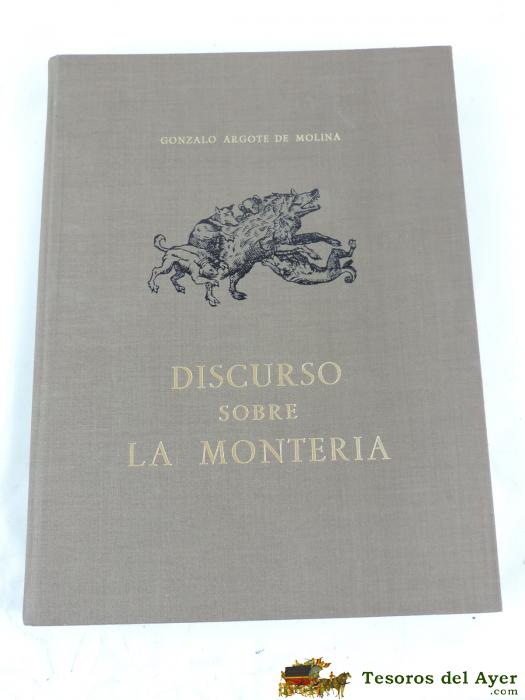 GONZALO ARGOTE DE MOLINA
DISCURSO
SOBRE
LA MONTERIA
Tesoros del Ayer
.com